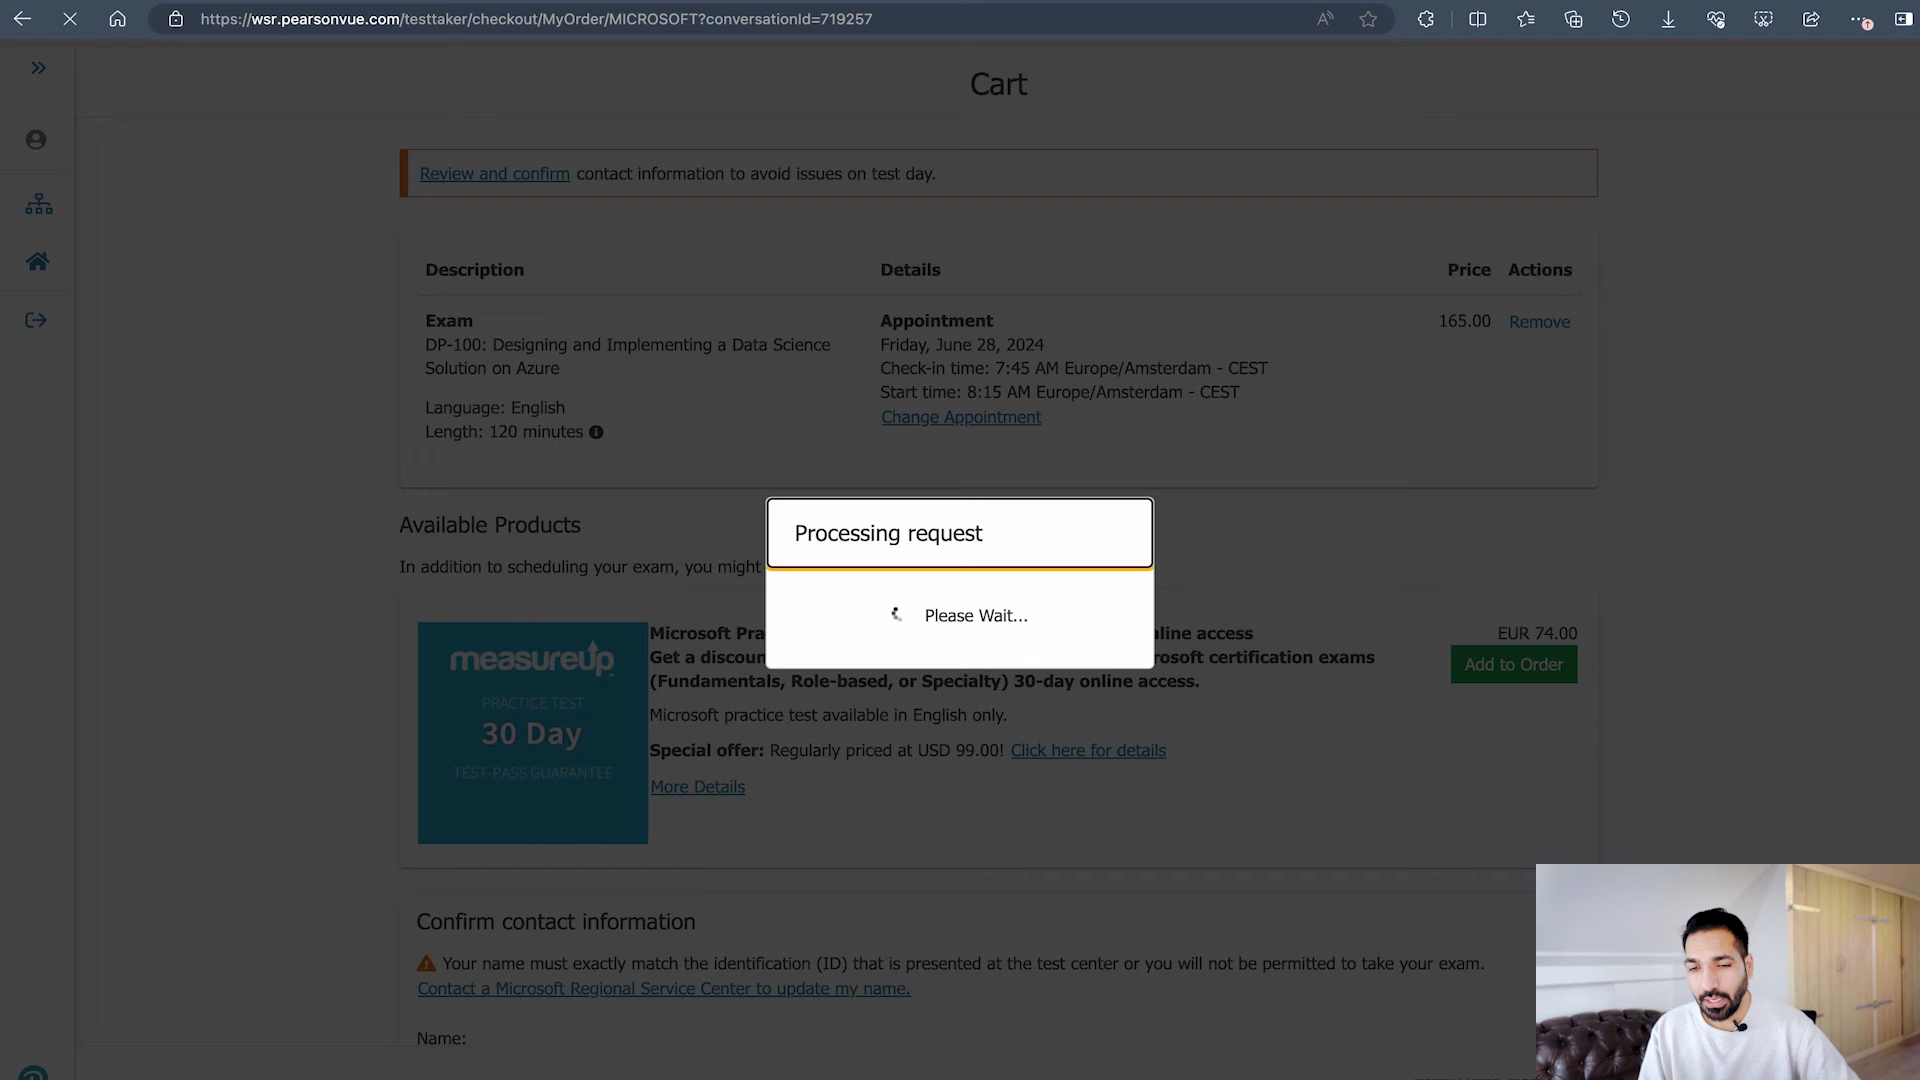 https://wsr.pearsonvue.com/testtaker/checkout/MyOrder/MICROSOFT?conversationId=719257
Cart
Review and confirm contact information to avoid issues on test day.
Description Details Price Actions
Exam Appointment 165.00 Remove
DP-100: Designing and Implementing a Data Science Friday, June 28, 2024
Solution on Azure Check-in time: 7:45 AM Europe/Amsterdam - CEST
Start time: 8:15 AM Europe/Amsterdam - CEST
Language: English
Change Appointment
Length: 120 minutes
Available Products
Processing request
In addition to scheduling your exam, you might
Please Wait...
Microsoft Pra line access EUR 74.00
measureup
Get a discoun rosoft certification exams
Add to Order
(Fundamentals, Role-based, or Specialty) 30-day online access.
PRACTICE TEST
Microsoft practice test available in English only.
30 Day
Special offer: Regularly priced at USD 99.00! Click here for details
TEST-PASS GUARANTEE
More Details
Confirm contact information
Your name must exactly match the identification (ID) that is presented at the test center or you will not be permitted to take your exam.
Contact a Microsoft Regional Service Center to update my name.
Name: